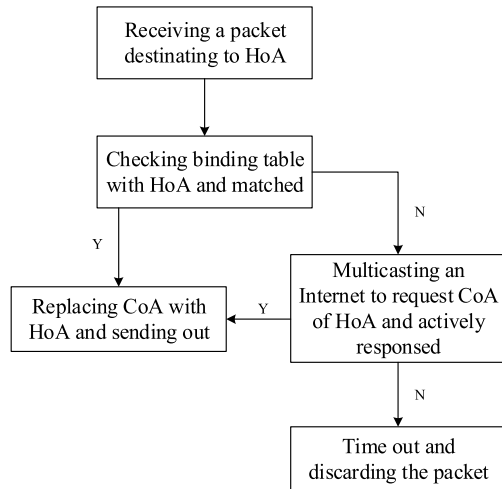 Receiving a packet
destinating to HoA
Checking binding table
with HoA and matched
N
Y
Multicasting an
Internet to request CoA
of HoA and actively
responsed
Y
Replacing CoA with
HoA and sending out
N
Time out and
discarding the packet